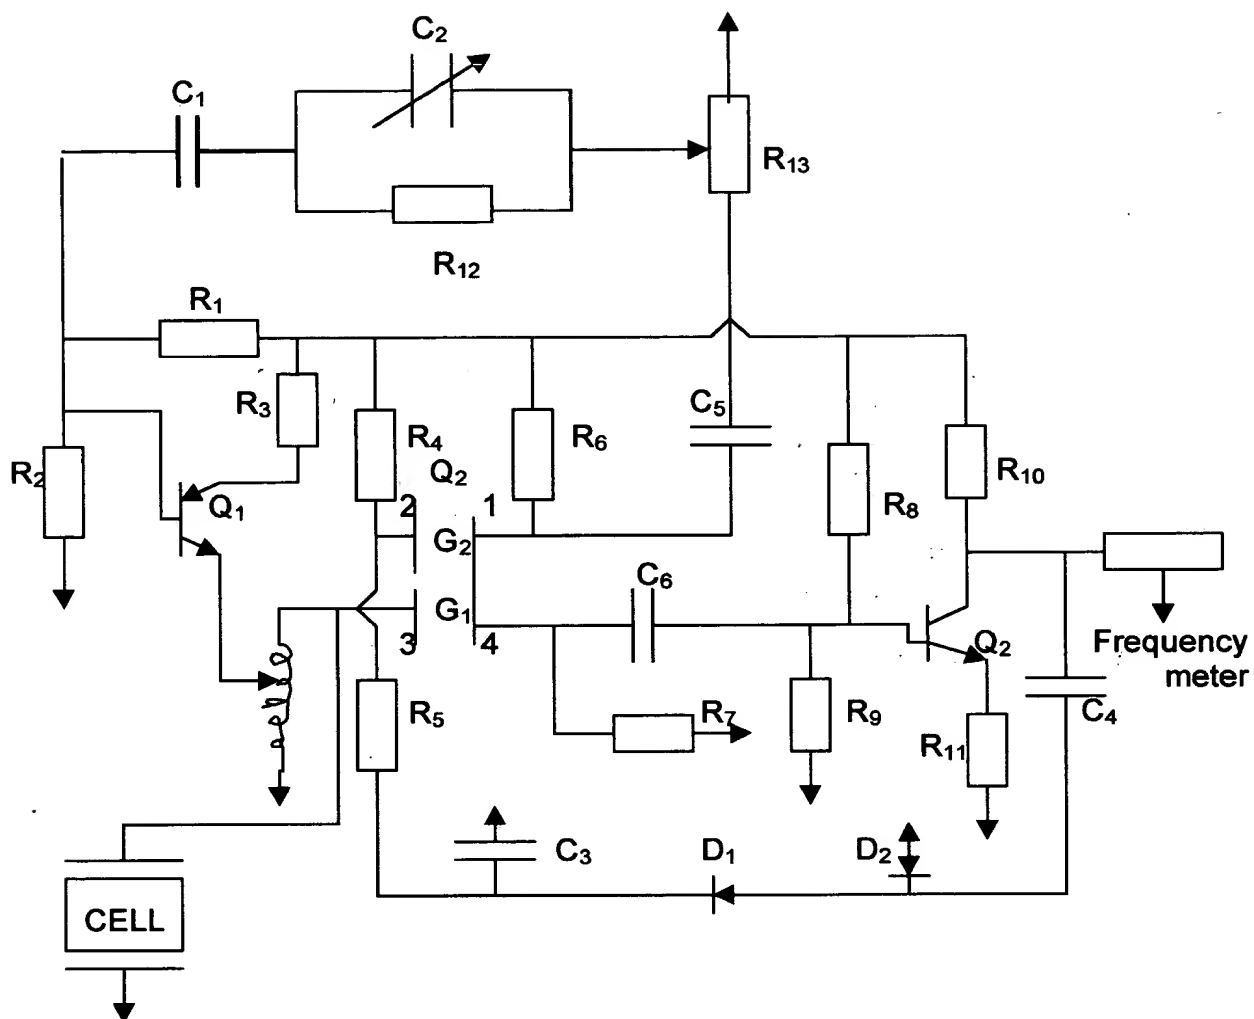 C2
C1
R13
R12
R1
R3
C5
R4
R6
R2
Q2
R10
2
1
Q1
R8
G2
C6
G1
3
4
Q2
Frequency
meter
R5
R7
R9
C4
R11
C3
D1
D2
CELL